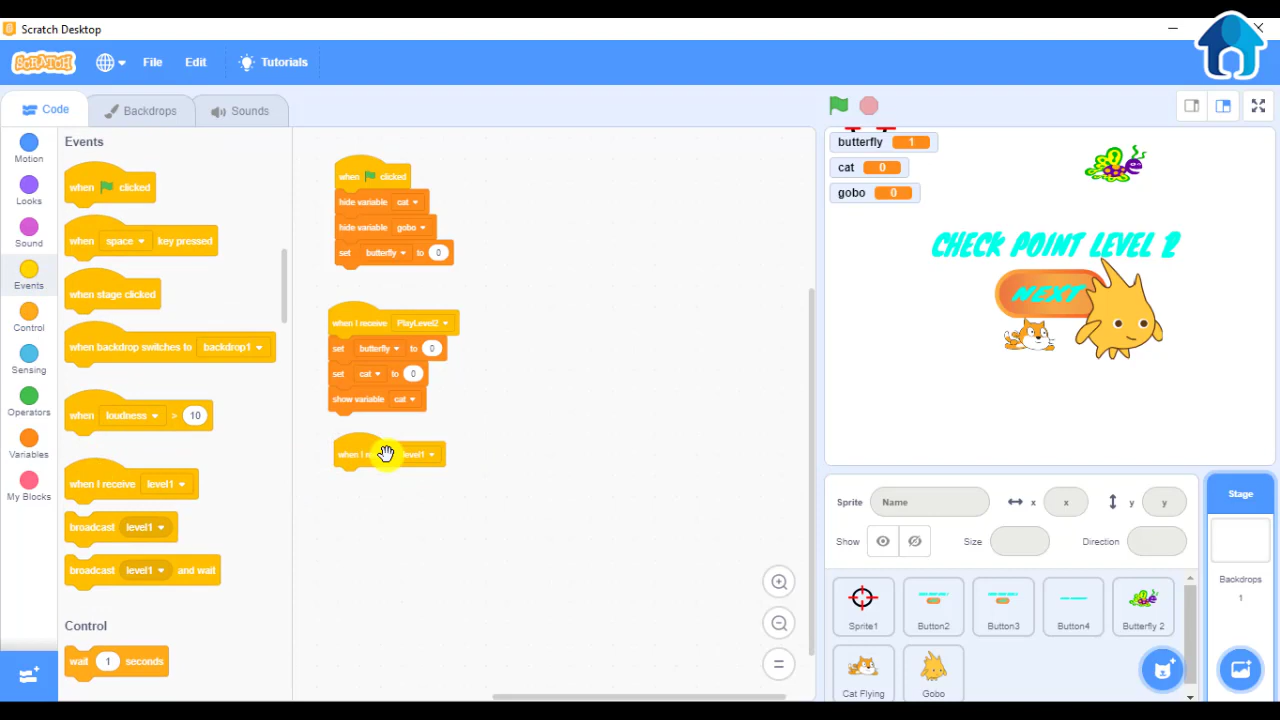 Scratch Desktop
SCRATCH
File
Edit
Tutorials
Code
Backdrops
Sounds
Motion
Looks
Sound
Events
Control
Sensing
Operators
Variables
My Blocks
Events
when clicked
when space key pressed
when stage clicked
when backdrop switches to backdrop1
when loudness > 10
when I receive level1
broadcast level1
broadcast level1 and wait
Control
wait 1 seconds
when clicked
hide variable cat
hide variable gobo
set butterfly to 0
when I receive PlayLevel2
set butterfly to 0
set cat to 0
show variable cat
when I level1
butterfly 1
cat 0
gobo 0
CHECK POINT LEVEL 2
NEXT
Sprite Name x x y y
Show Size Direction
Stage
Backdrops
1
Sprite1
Button2
Button3
Button4
Butterfly 2
Cat Flying
Gobo